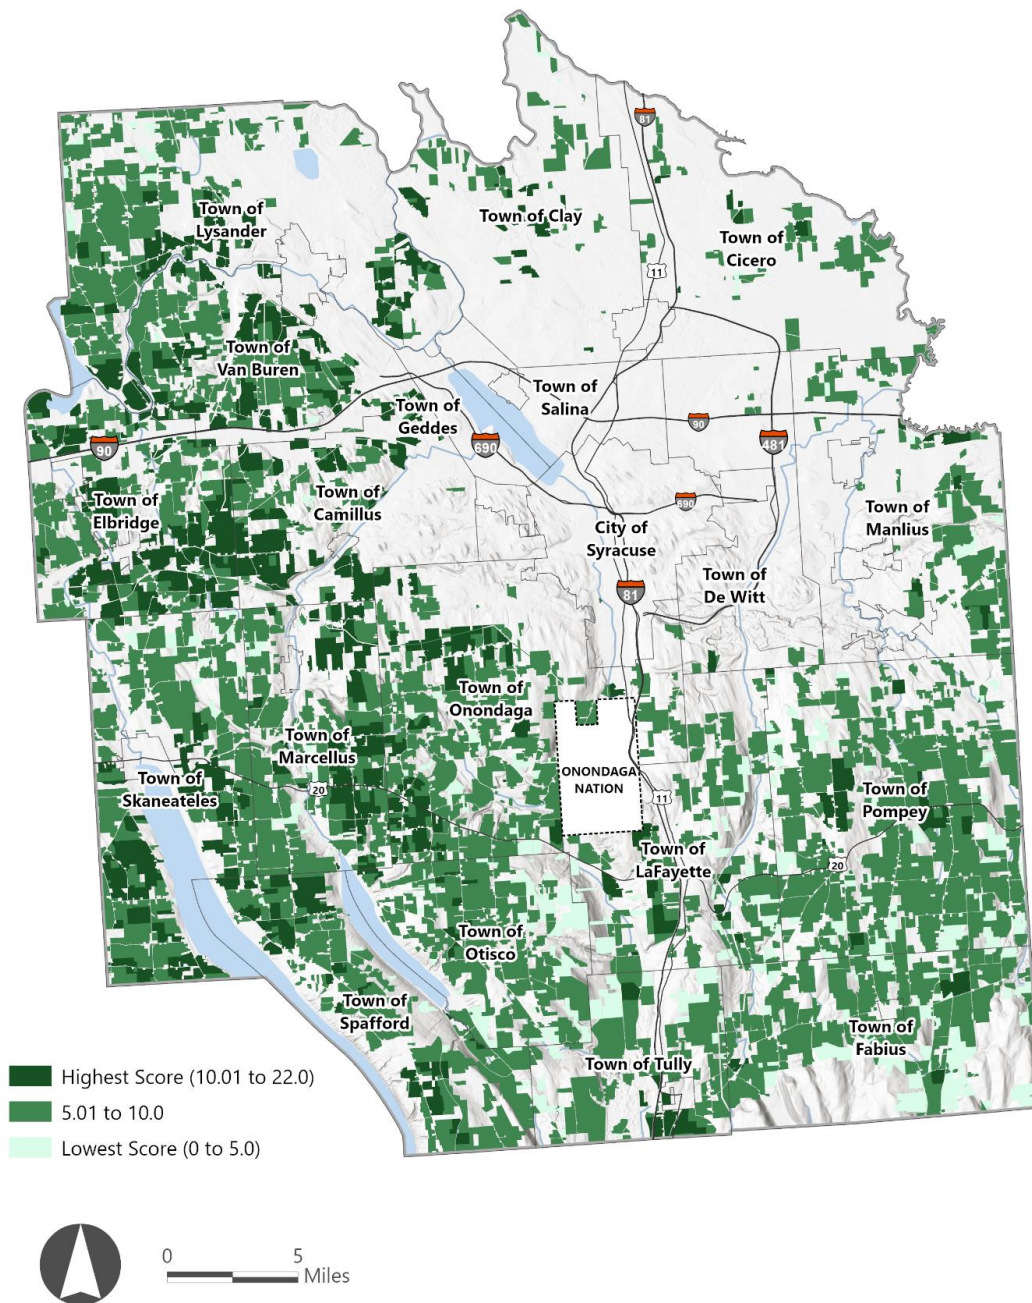 81
Town of
Lysander
Town of Clay
Town of
Cicero
11
Town of
Van Buren
Town of
Salina
Town of
Geddes
90
90
690
481
Town of
Elbridge
Town of
Camillus
690
Town of
Manlius
City of
Syracuse
Town of
De Witt
81
Town of
Onondaga
Town of
Marcellus
ONONDAGA
NATION
Town of
Skaneateles
20
11
Town of
Pompey
Town of
LaFayette
20
Town of
Otisco
Town of
Spafford
Town of
Fabius
Town of Tully
Highest Score (10.01 to 22.0)
5.01 to 10.0
Lowest Score (0 to 5.0)
0 5
Miles